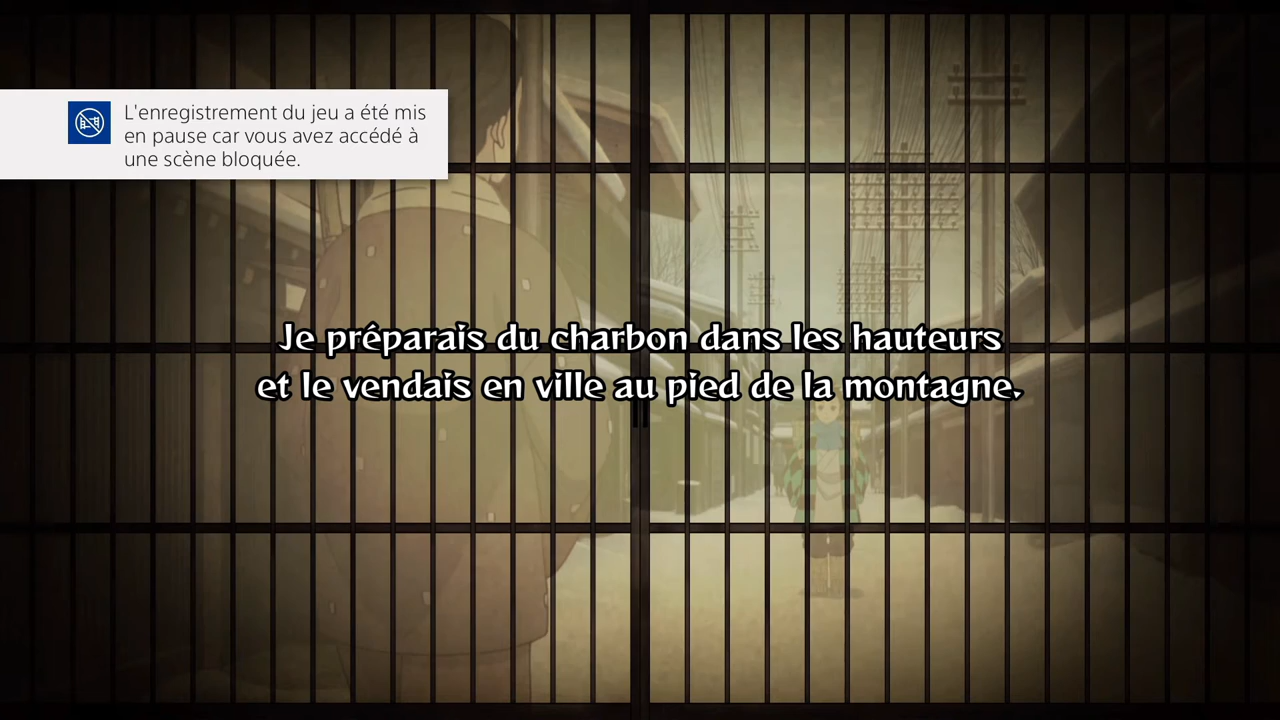 L'enregistrement du jeu a été mis
en pause car vous avez accédé à
une scène bloquée.
Je préparais du charbon dans les hauteurs
et le vendais en ville au pied de la montagne.